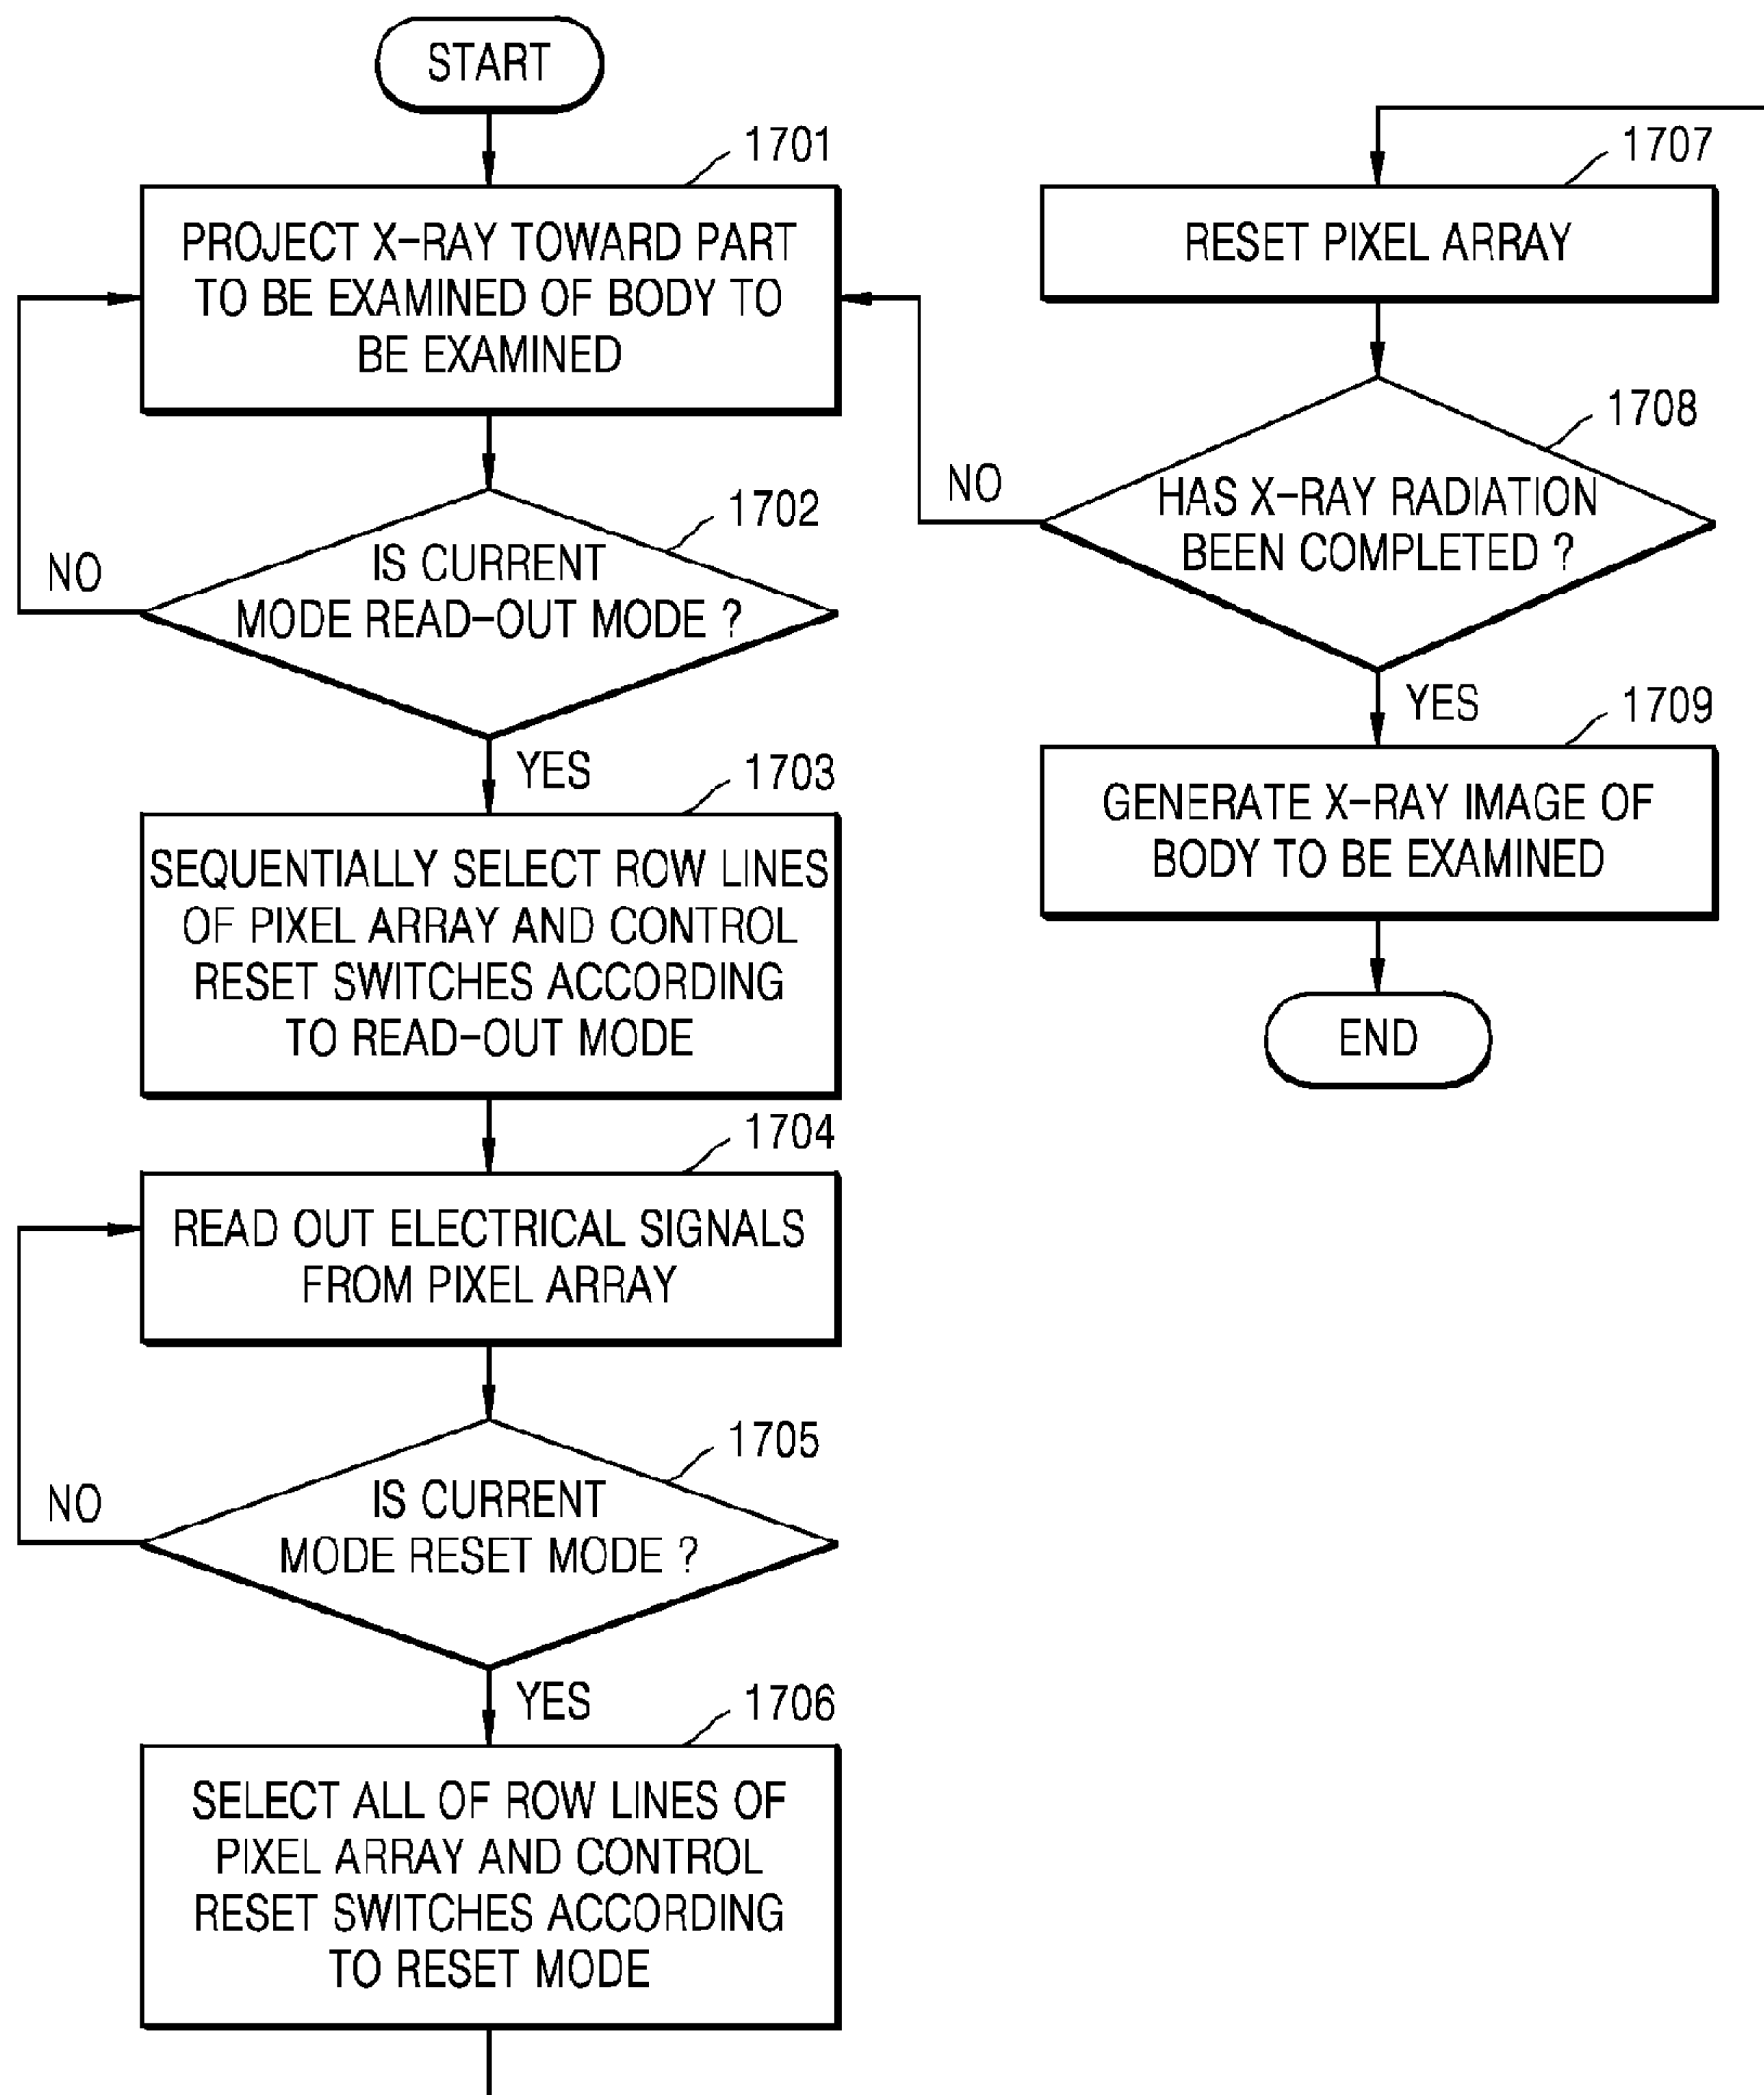 START
1701
PROJECT X-RAY TOWARD PART
TO BE EXAMINED OF BODY TO
BE EXAMINED
1702
IS CURRENT
MODE READ-OUT MODE ?
NO
YES
1703
SEQUENTIALLY SELECT ROW LINES
OF PIXEL ARRAY AND CONTROL
RESET SWITCHES ACCORDING
TO READ-OUT MODE
1704
READ OUT ELECTRICAL SIGNALS
FROM PIXEL ARRAY
1705
IS CURRENT
MODE RESET MODE ?
NO
YES
1706
SELECT ALL OF ROW LINES OF
PIXEL ARRAY AND CONTROL
RESET SWITCHES ACCORDING
TO RESET MODE
1707
RESET PIXEL ARRAY
1708
HAS X-RAY RADIATION
BEEN COMPLETED ?
NO
YES
1709
GENERATE X-RAY IMAGE OF
BODY TO BE EXAMINED
END